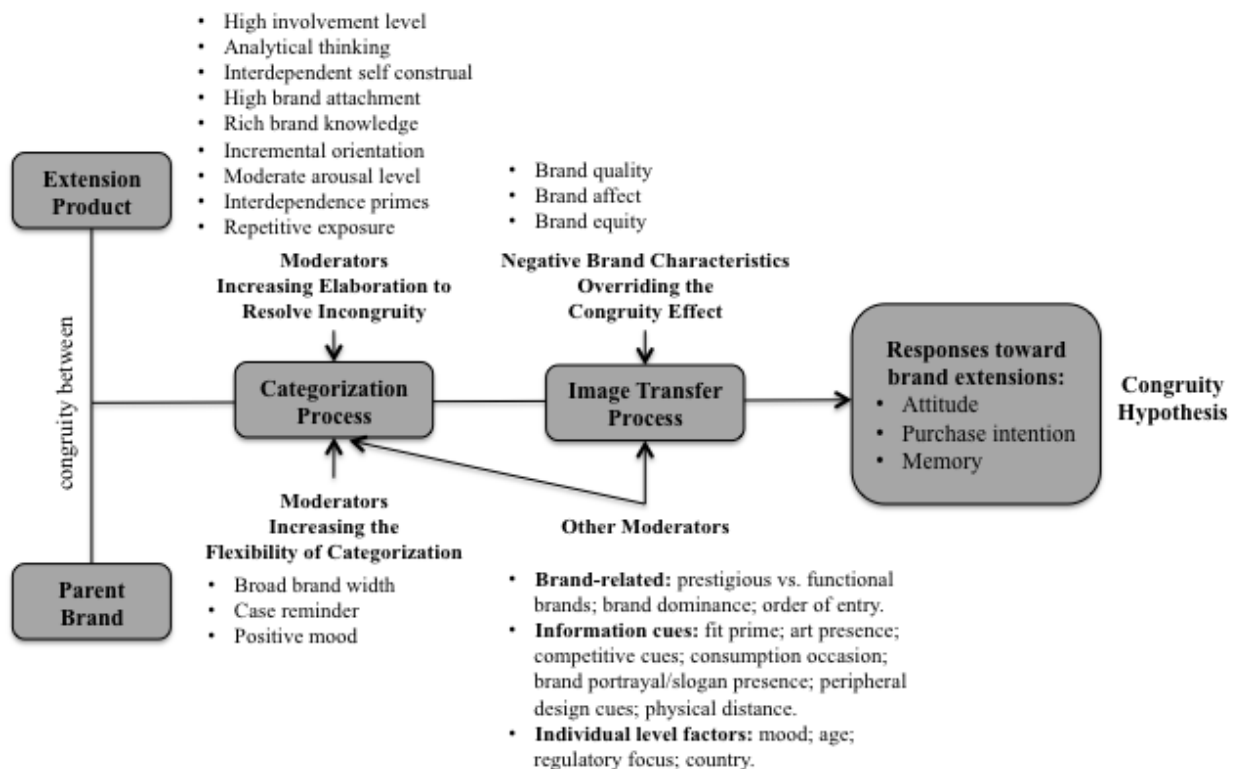 • High involvement level
• Analytical thinking
• Interdependent self construal
• High brand attachment
• Rich brand knowledge
• Incremental orientation
• Moderate arousal level
• Interdependence primes
• Repetitive exposure
Moderators
Increasing Elaboration to
Resolve Incongruity
• Brand quality
• Brand affect
• Brand equity
Negative Brand Characteristics
Overriding the
Congruity Effect
Extension
Product
congruity between
Parent
Brand
Categorization
Process
Image Transfer
Process
Responses toward
brand extensions:
• Attitude
• Purchase intention
• Memory
Congruity
Hypothesis
Moderators
Increasing the
Flexibility of Categorization
• Broad brand width
• Case reminder
• Positive mood
Other Moderators
• Brand-related: prestigious vs. functional
brands; brand dominance; order of entry.
• Information cues: fit prime; art presence;
competitive cues; consumption occasion;
brand portrayal/slogan presence; peripheral
design cues; physical distance.
• Individual level factors: mood; age;
regulatory focus; country.